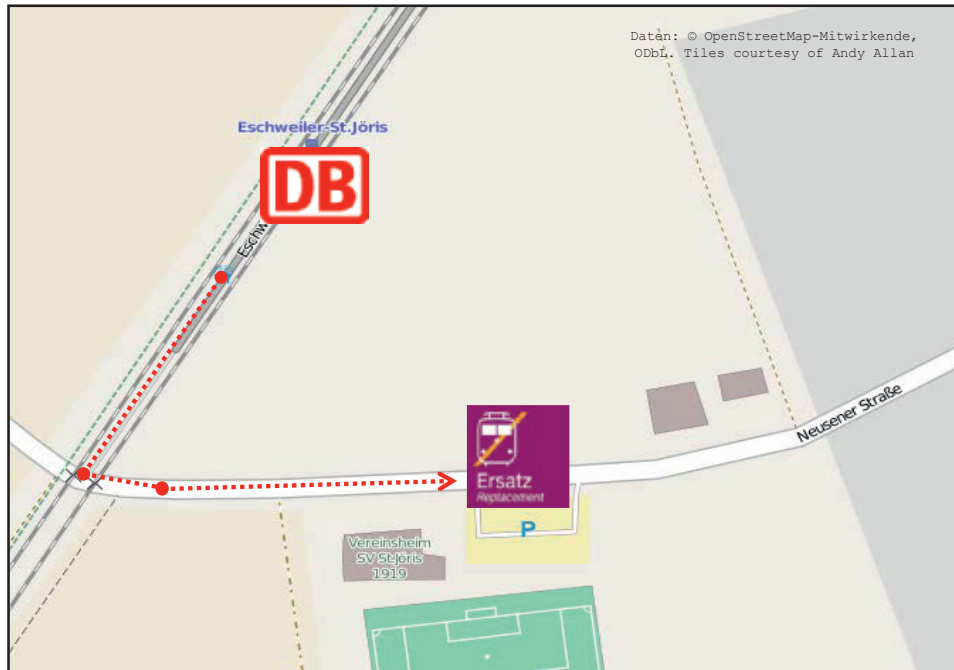 Daten: © OpenStreetMap-Mitwirkende,
ODbL. Tiles courtesy of Andy Allan
Eschweiler-St.Jöris
DB
Eschw
Neusener Straße
Ersatz
Replacement
P
Vereinsheim
SV St.Jöris
1919